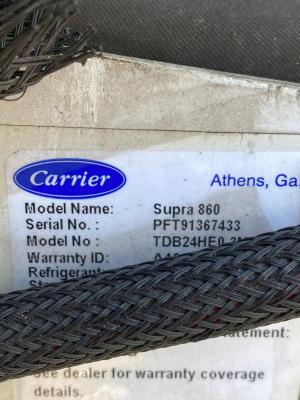 Carrier Athens, Ga.
Model Name: Supra 860
Serial No. : PFT91367433
Model No : TDB24HE0
Warranty ID:
Refrigerant
See dealer for warranty coverage
details.